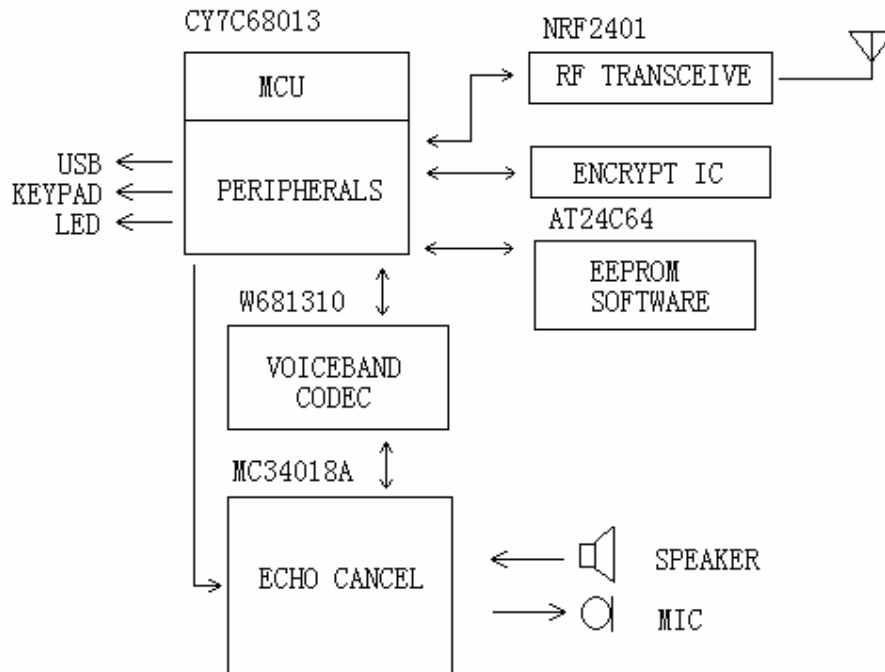 CY7C68013
MCU
PERIPHERALS
USB
KEYPAD
LED
NRF2401
RF TRANSCEIVE
ENCRYPT IC
AT24C64
EEPROM
SOFTWARE
W681310
VOICEBAND
CODEC
MC34018A
ECHO CANCEL
SPEAKER
MIC